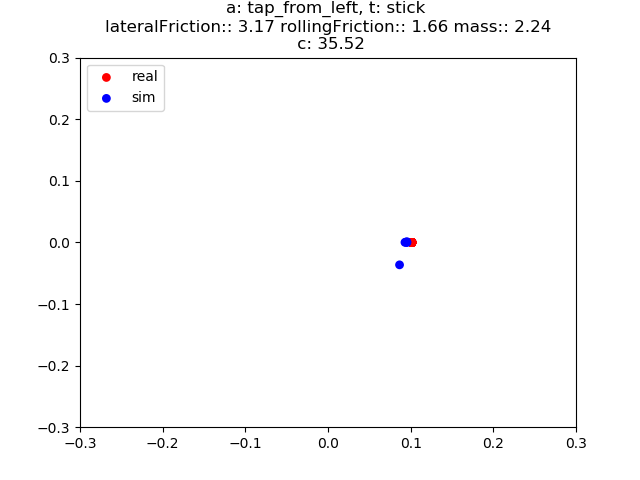 a: tap_from_left, t: stick
lateralFriction:: 3.17 rollingFriction:: 1.66 mass:: 2.24
c: 35.52
real
sim
0.3
0.2
0.1
0.0
−0.1
−0.2
−0.3
−0.3
−0.2
−0.1
0.0
0.1
0.2
0.3